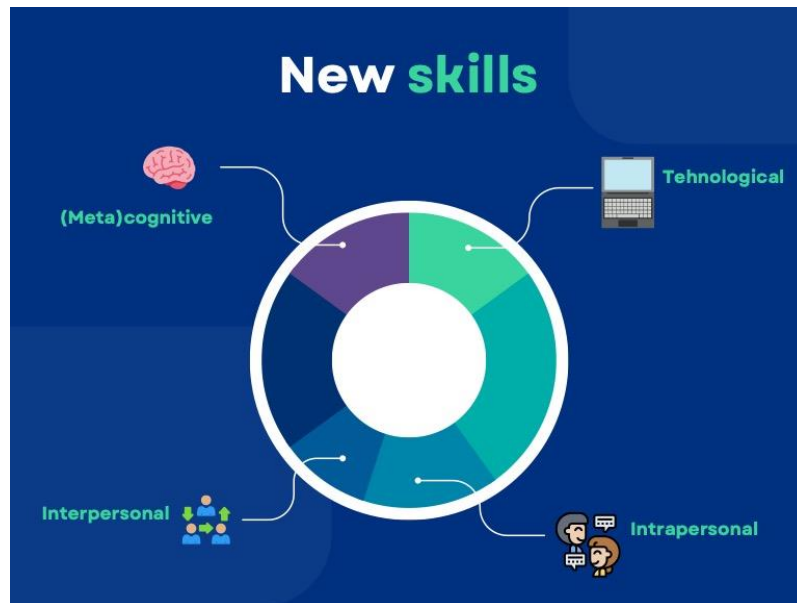 New skills
(Meta)cognitive
Tehnological
Interpersonal
Intrapersonal